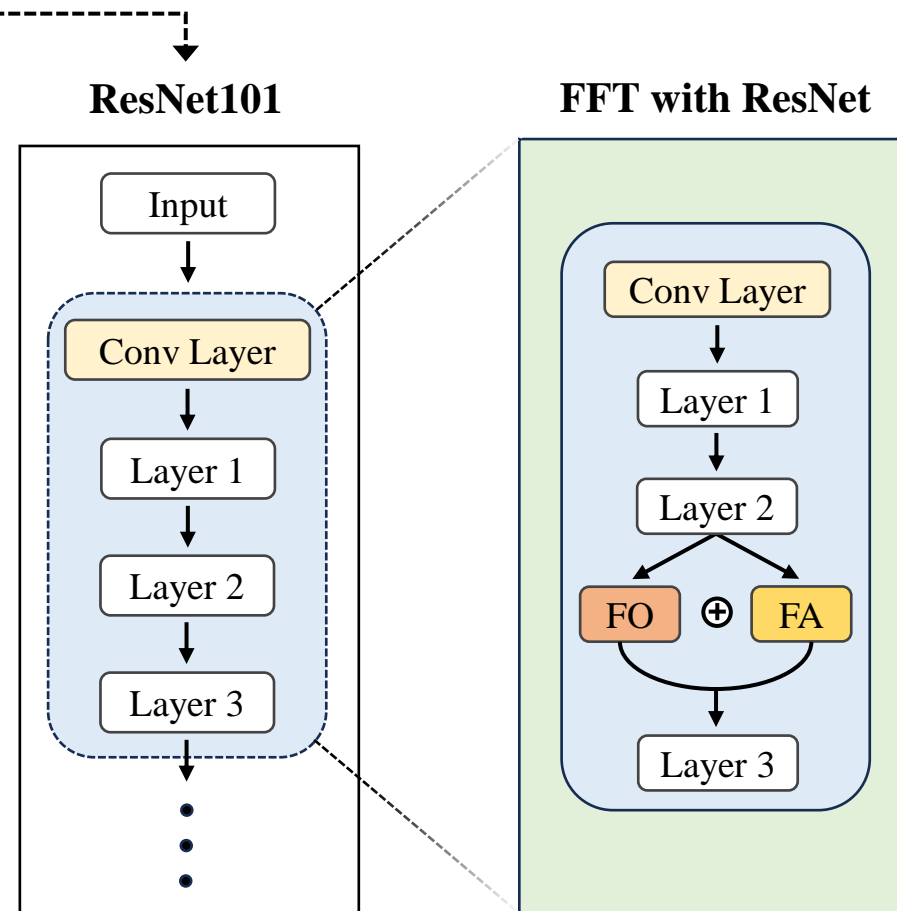 ResNet101
Input
Conv Layer
Layer 1
Layer 2
Layer 3
FFT with ResNet
Conv Layer
Layer 1
Layer 2
FO
FA
Layer 3